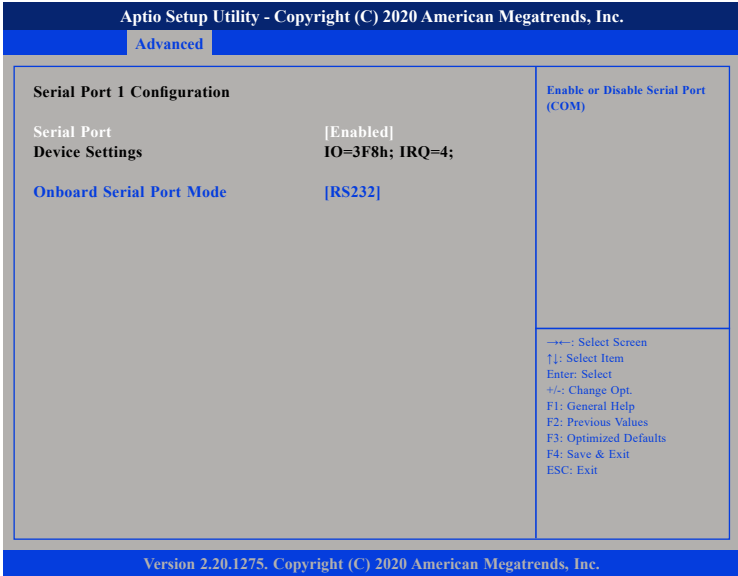 Aptio Setup Utility - Copyright (C) 2020 American Megatrends, Inc.
Advanced
Serial Port 1 Configuration
Serial Port [Enabled]
Device Settings IO=3F8h; IRQ=4;
Onboard Serial Port Mode [RS232]
Enable or Disable Serial Port
(COM)
→←: Select Screen
↑↓: Select Item
Enter: Select
+/-: Change Opt.
F1: General Help
F2: Previous Values
F3: Optimized Defaults
F4: Save & Exit
ESC: Exit
Version 2.20.1275. Copyright (C) 2020 American Megatrends, Inc.